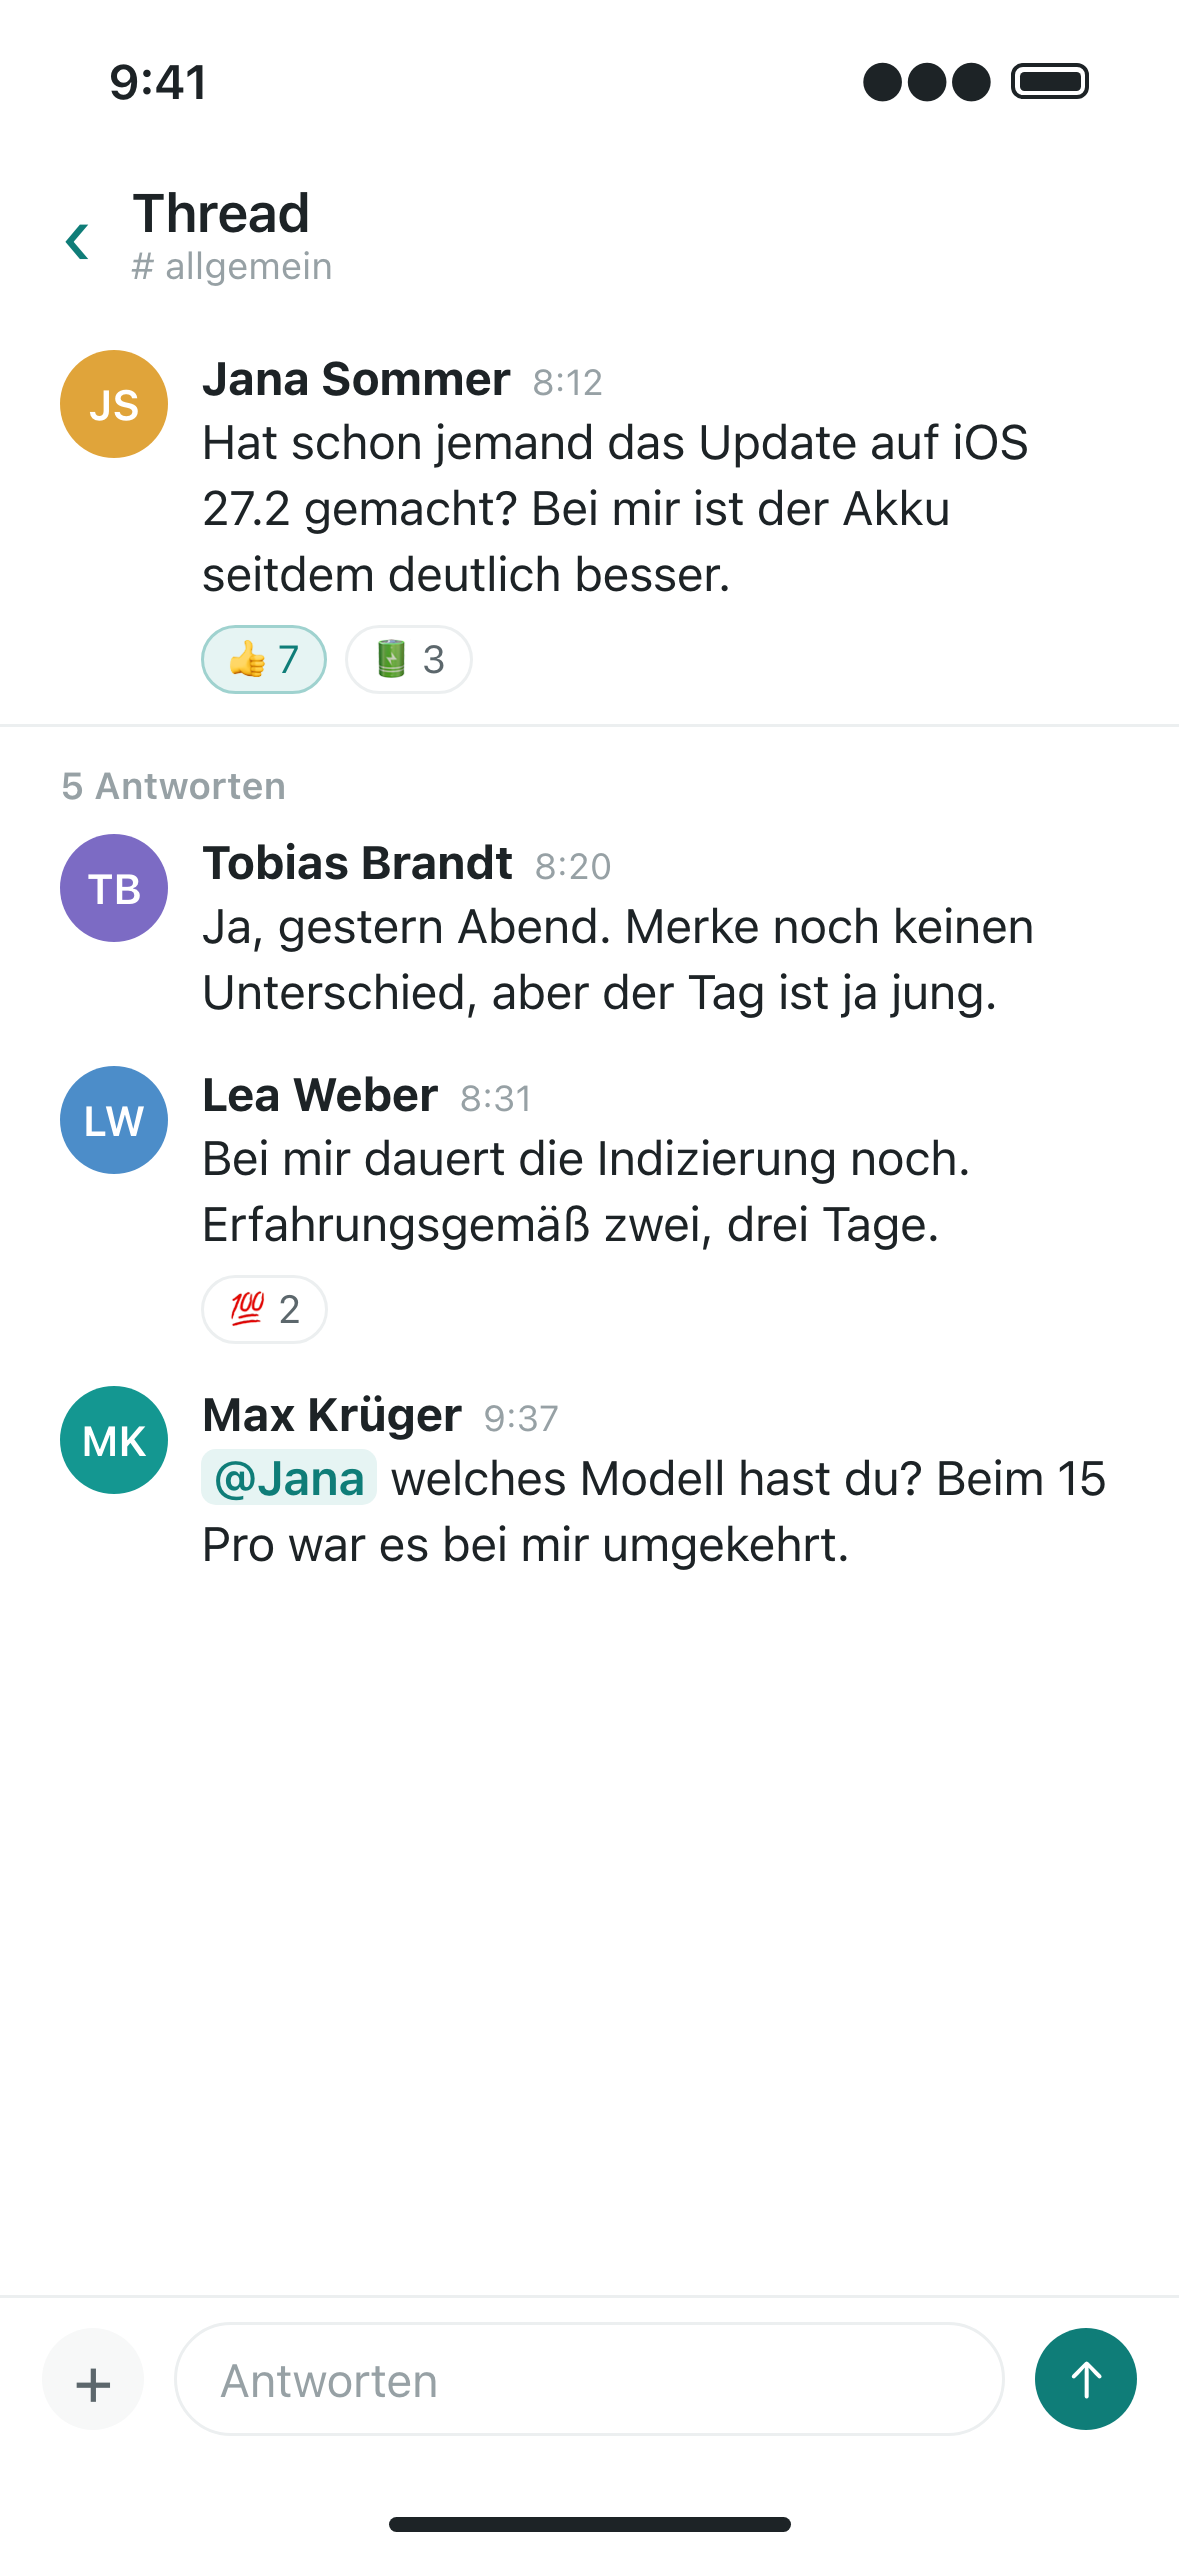 9:41
Thread
# allgemein
JS
Jana Sommer 8:12
Hat schon jemand das Update auf iOS
27.2 gemacht? Bei mir ist der Akku
seitdem deutlich besser.
👍 7 🔋 3
5 Antworten
TB
Tobias Brandt 8:20
Ja, gestern Abend. Merke noch keinen
Unterschied, aber der Tag ist ja jung.
LW
Lea Weber 8:31
Bei mir dauert die Indizierung noch.
Erfahrungsgemäß zwei, drei Tage.
💯 2
MK
Max Krüger 9:37
@Jana welches Modell hast du? Beim 15
Pro war es bei mir umgekehrt.
+ Antworten ↑